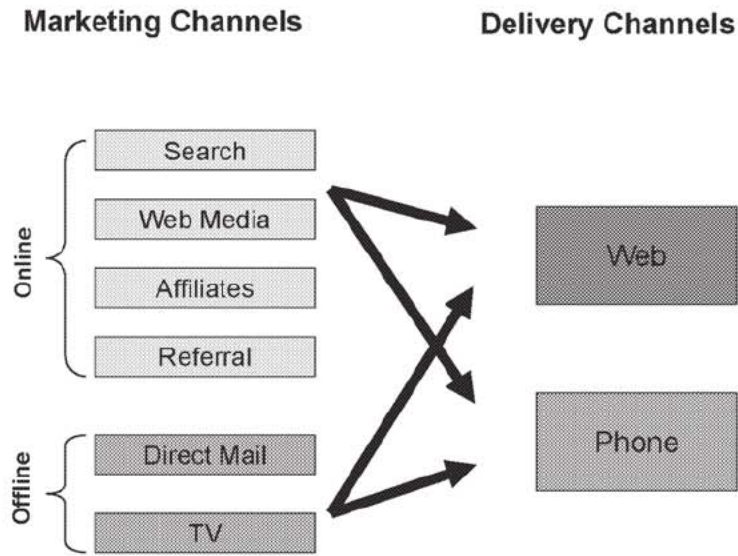 Marketing Channels
Delivery Channels
Online
Search
Web Media
Affiliates
Referral
Offline
Direct Mail
TV
Web
Phone